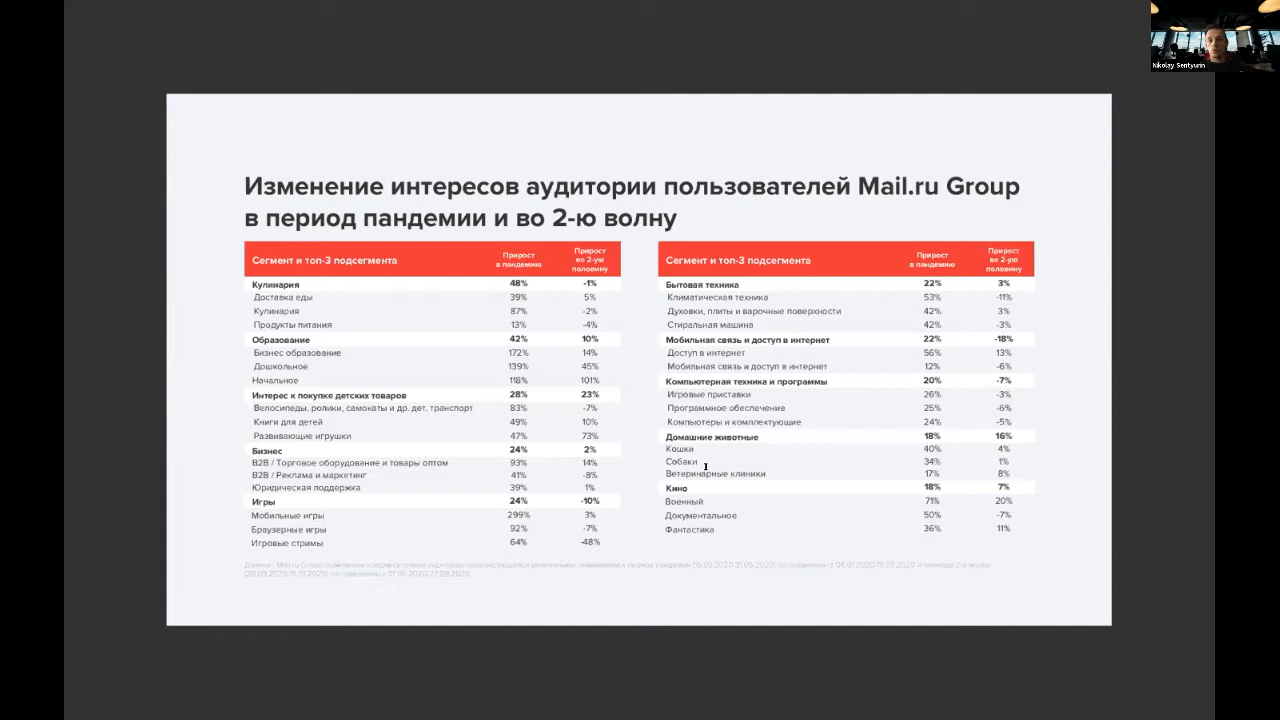 Nikolay Sentyurin
Изменение интересов аудитории пользователей Mail.ru Group
в период пандемии и во 2-ю волну
Сегмент и топ-3 подсегмента Прирост в пандемию Прирост во 2-ую половину
Кулинария 48% -1%
Доставка еды 39% 5%
Кулинария 87% -2%
Продукты питания 13% -4%
Образование 42% 10%
Бизнес образование 172% 14%
Дошкольное 139% 45%
Начальное 118% 101%
Интерес к покупке детских товаров 28% 23%
Велосипеды, ролики, самокаты и др. дет. транспорт 83% -7%
Книги для детей 49% 10%
Развивающие игрушки 47% 73%
Бизнес 24% 2%
B2B / Торговое оборудование и товары оптом 93% 14%
B2B / Реклама и маркетинг 41% -8%
Юридическая поддержка 39% 1%
Игры 24% -10%
Мобильные игры 299% 3%
Браузерные игры 92% -7%
Игровые стримы 64% -48%
Сегмент и топ-3 подсегмента Прирост в пандемию Прирост во 2-ую половину
Бытовая техника 22% 3%
Климатическая техника 53% -11%
Духовки, плиты и варочные поверхности 42% 3%
Стиральная машина 42% -3%
Мобильная связь и доступ в интернет 22% -18%
Доступ в интернет 56% 13%
Мобильная связь и доступ в интернет 12% -6%
Компьютерная техника и программы 20% -7%
Игровые приставки 26% -3%
Программное обеспечение 25% -6%
Компьютеры и комплектующие 24% -5%
Домашние животные 18% 16%
Кошки 40% 4%
Собаки 34% 1%
Ветеринарные клиники 17% 8%
Кино 18% 7%
Военный 71% 20%
Документальное 50% -7%
Фантастика 36% 11%